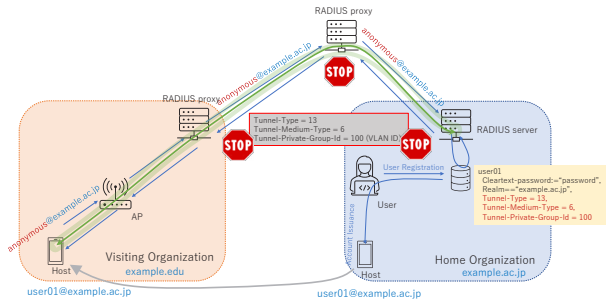 RADIUS proxy
anonymous@example.ac.jp
anonymous@example.ac.jp
STOP
RADIUS proxy
Tunnel-Type = 13
Tunnel-Medium-Type = 6
Tunnel-Private-Group-Id = 100 (VLAN ID)
STOP
STOP
RADIUS server
User Registration
user01
Cleartext-password:="password",
Realm=="example.ac.jp",
Tunnel-Type = 13,
Tunnel-Medium-Type = 6,
Tunnel-Private-Group-Id = 100
anonymous@example.ac.jp
AP
User
Account Issuance
Visiting Organization
example.edu
Host
Home Organization
example.ac.jp
Host
user01@example.ac.jp
user01@example.ac.jp